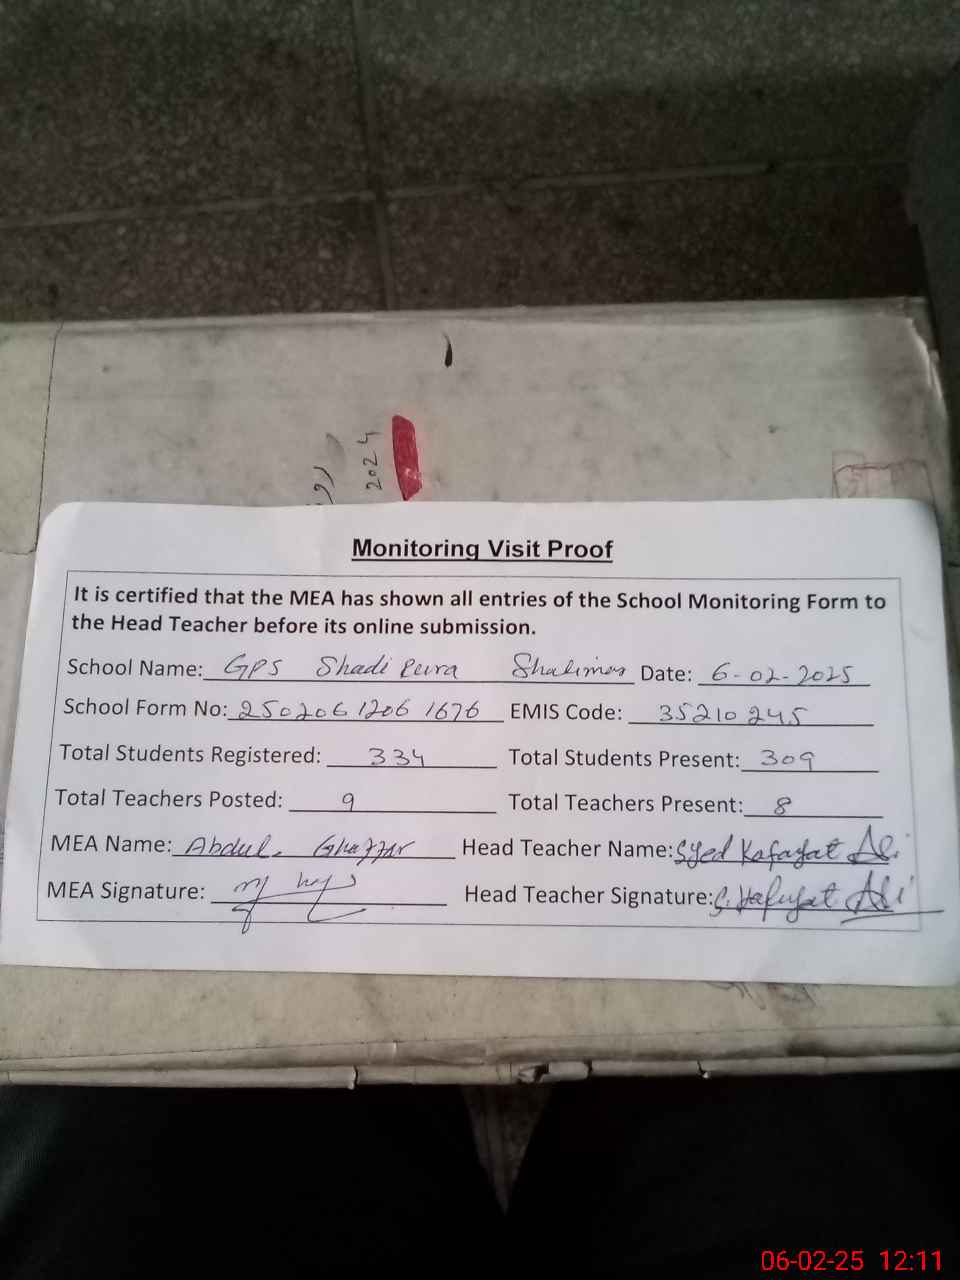 2024
Monitoring Visit Proof
It is certified that the MEA has shown all entries of the School Monitoring Form to
the Head Teacher before its online submission.
School Name: GPS Shadi Pura Shalimar Date: 6-02-2025
School Form No: 250206 1206 1676 EMIS Code: 35210245
Total Students Registered: 334 Total Students Present: 309
Total Teachers Posted: 9 Total Teachers Present: 8
MEA Name: Abdul Ghaffar Head Teacher Name: Syed Kafayat Ali
MEA Signature: Head Teacher Signature: S. Kafayat Ali
06-02-25 12:11